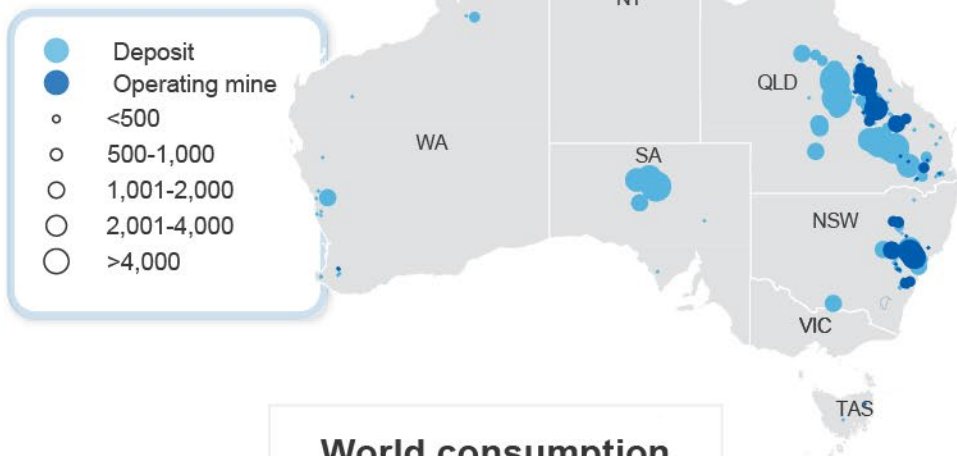 NT
Deposit
Operating mine
<500
500-1,000
1,001-2,000
2,001-4,000
>4,000
QLD
WA
SA
NSW
VIC
TAS
World consumption